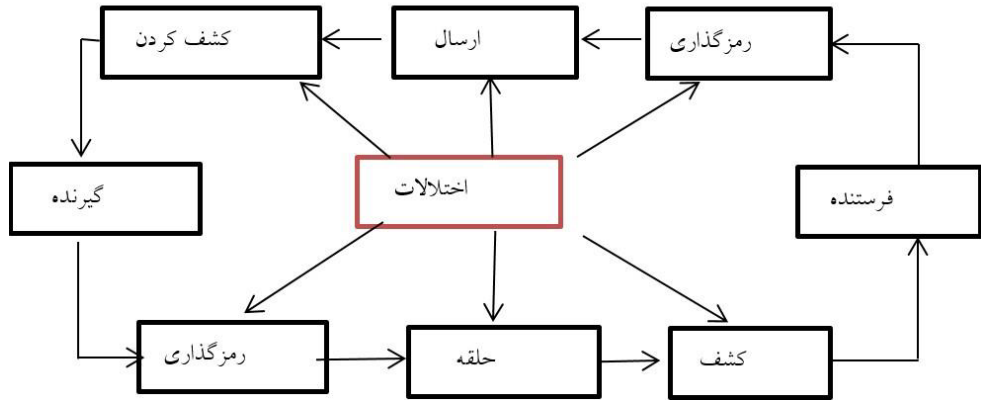 رمزگذاری
ارسال
کشف کردن
فرستنده
اختلالات
گیرنده
کشف
حلقه
رمزگذاری